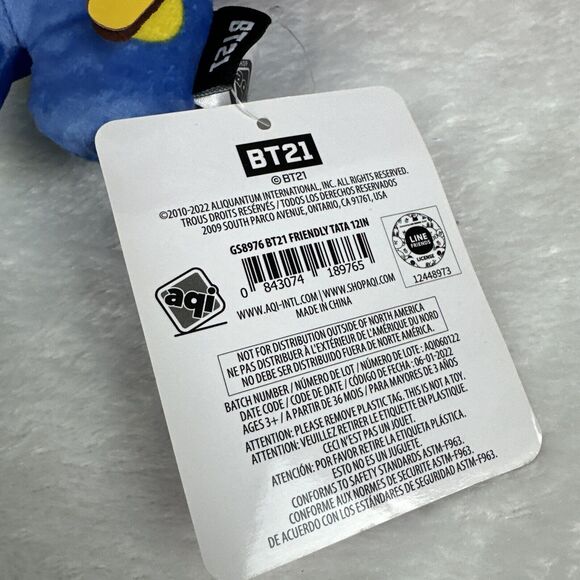 BT21
BT21
©BT21
©2010-2022 ALIQUANTUM INTERNATIONAL, INC. ALL RIGHTS RESERVED.
TROUS DROITS RESÉRVÉS / TODOS LOS DERECHOS RESERVADOS
2009 SOUTH PARCO AVENUE, ONTARIO, CA 91761, USA
GS8976 BT21 FRIENDLY TATA 12IN
0 843074 189765
LINE
FRIENDS
LICENSE
12448973
aqi
WWW.AQI-INTL.COM | WWW.SHOPAQI.COM
MADE IN CHINA
NOT FOR DISTRIBUTION OUTSIDE OF NORTH AMERICA
NE PAS DISTRIBUER À L'EXTÉRIEUR DE L'AMÉRIQUE DU NORD
NO DEBE SER DISTRIBUIDO FUERA DE NORTE AMERICA.
BATCH NUMBER / NÚMERO DE LOT / NÚMERO DE LOTE : AQI060122
DATE CODE / CODE DE DATE / CÓDIGO DE FECHA : 06-01-2022
AGES 3+ / A PARTIR DE 36 MOIS / PARA MAYORES DE 3 AÑOS
ATTENTION: PLEASE REMOVE PLASTIC TAG, THIS IS NOT A TOY.
ATTENTION: VEUILLEZ RETIRER LE ETIQUETTE EN PLASTIQUE.
CECI N'EST PAS UN JOUET.
ATENCIÓN: POR FAVOR RETIRE LA ETIQUETA PLÁSTICA.
ESTO NO ES UN JUGUETE.
CONFORMS TO SAFETY STANDARDS ASTM-F963.
CONFORME AUX NORMES DE SECURITE ASTM-F963.
DE ACUERDO CON LOS ESTÁNDARES DE SEGURIDAD ASTM-F963.